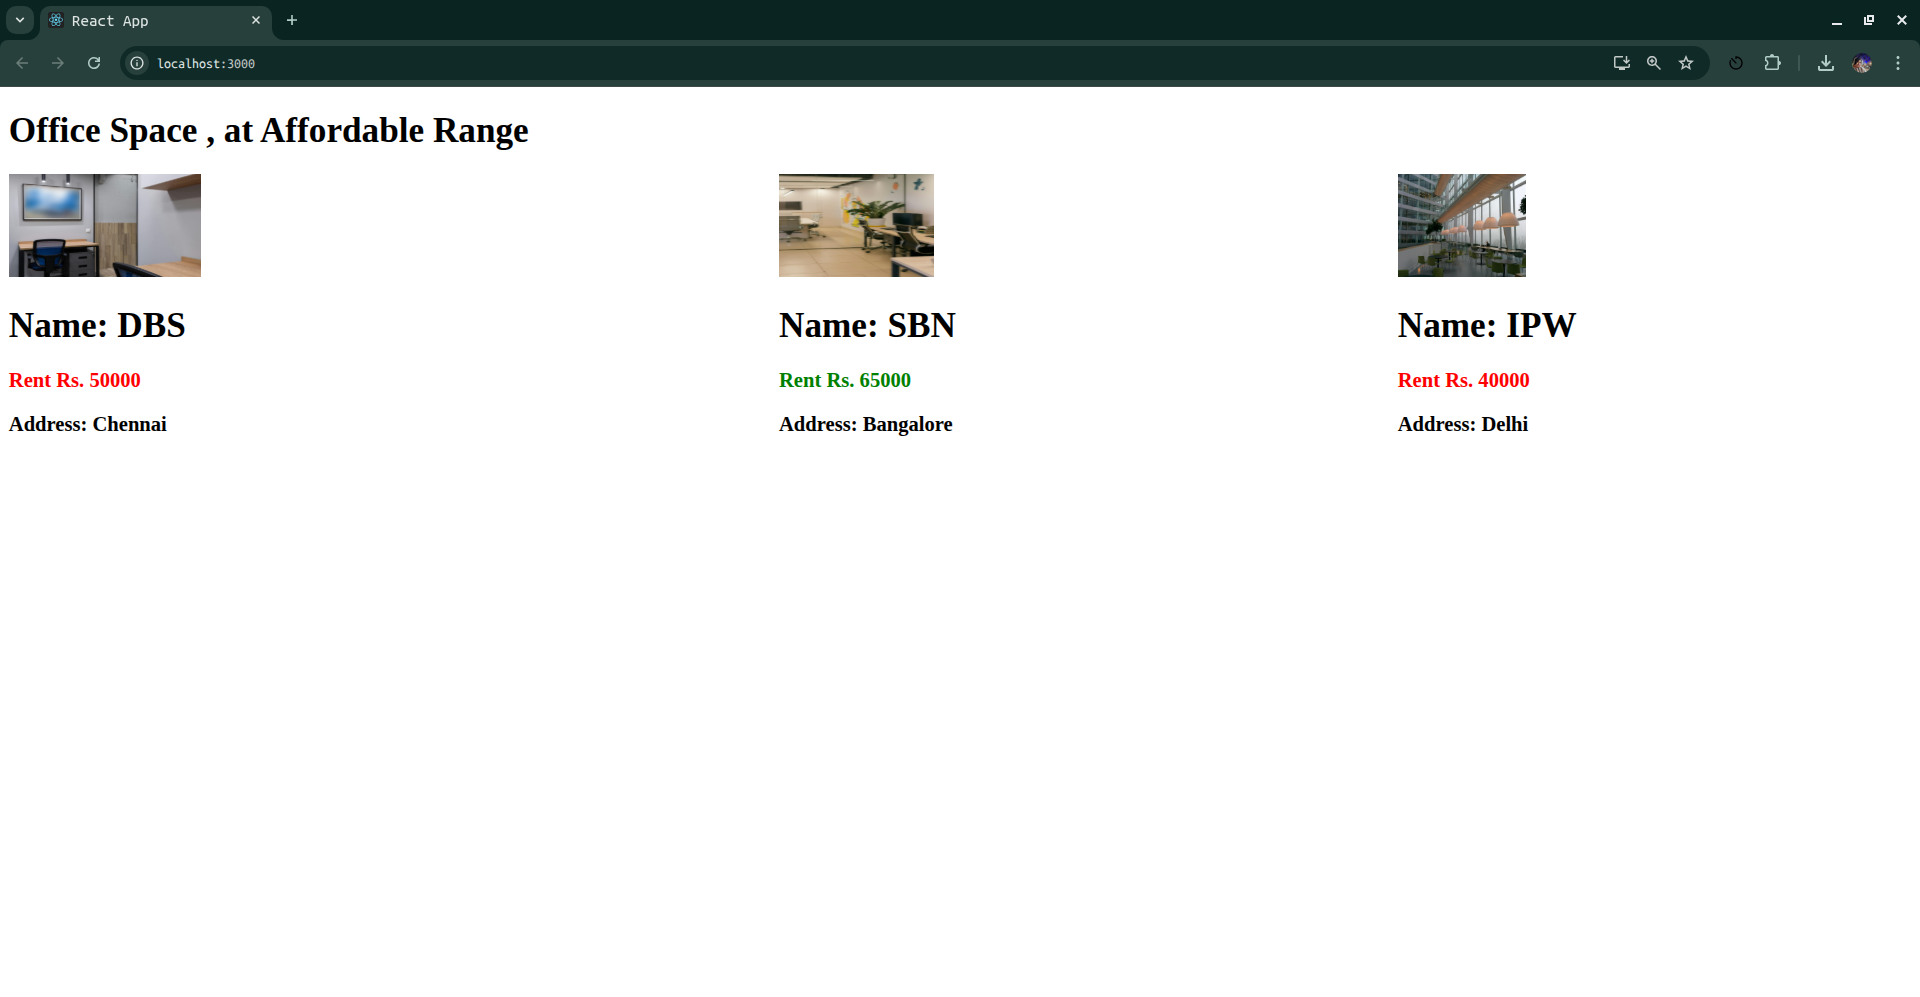 React App
localhost:3000
Office Space , at Affordable Range
Name: DBS
Rent Rs. 50000
Address: Chennai
Name: SBN
Rent Rs. 65000
Address: Bangalore
Name: IPW
Rent Rs. 40000
Address: Delhi